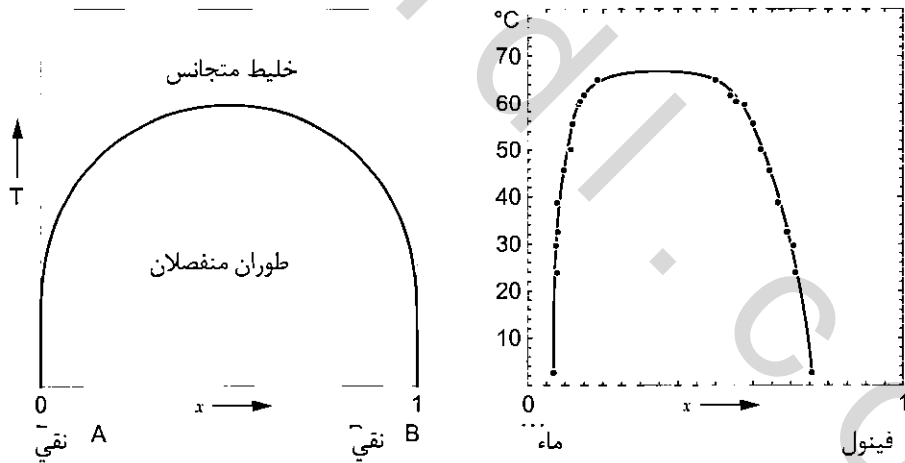 خليط متجانس
T
طوران منفصلان
0 x 1
نقي A نقي B
°C
70
60
50
40
30
20
10
0 x 1
ماء فينول